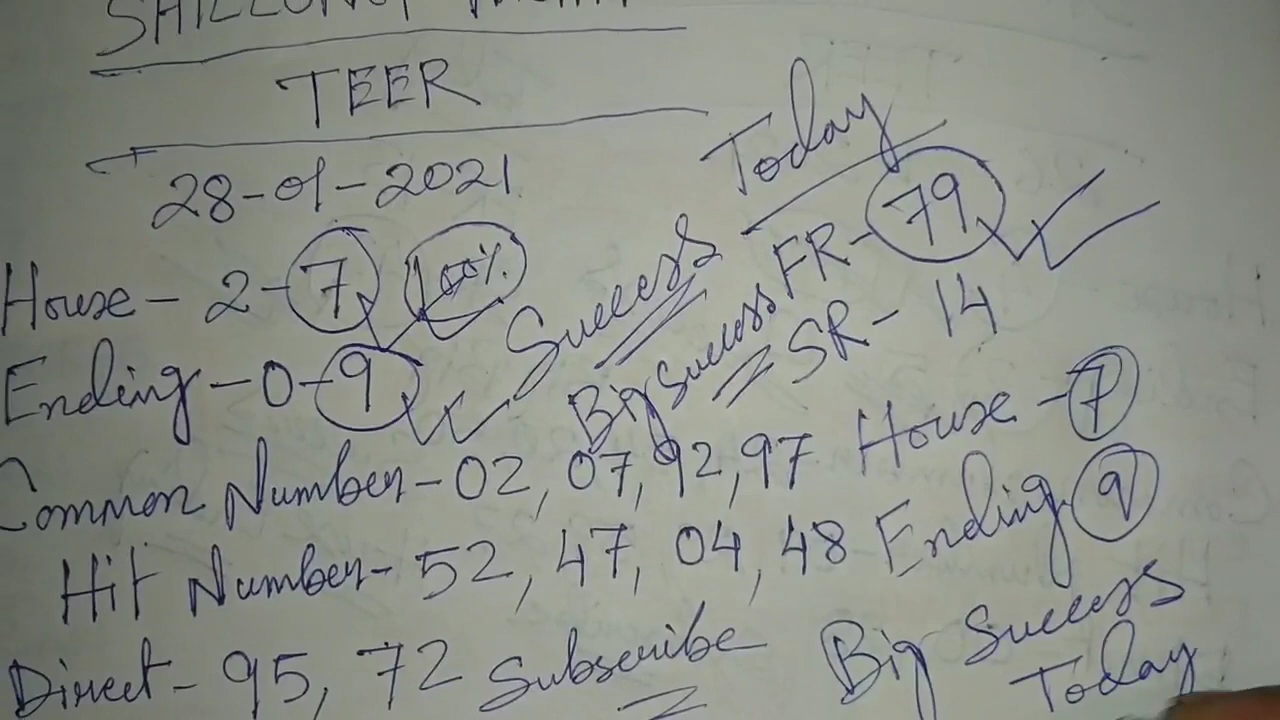 SHILLONG
TEER
28-01-2021
Today
House - 2-7 100% Success
FR- 79
Big Success SR- 14
Ending - 0-9
Common Number - 02, 07, 92, 97 House - 7
Hit Number - 52, 47, 04, 48 Ending 9
Direct - 95, 72 Subscribe Big Success
Today